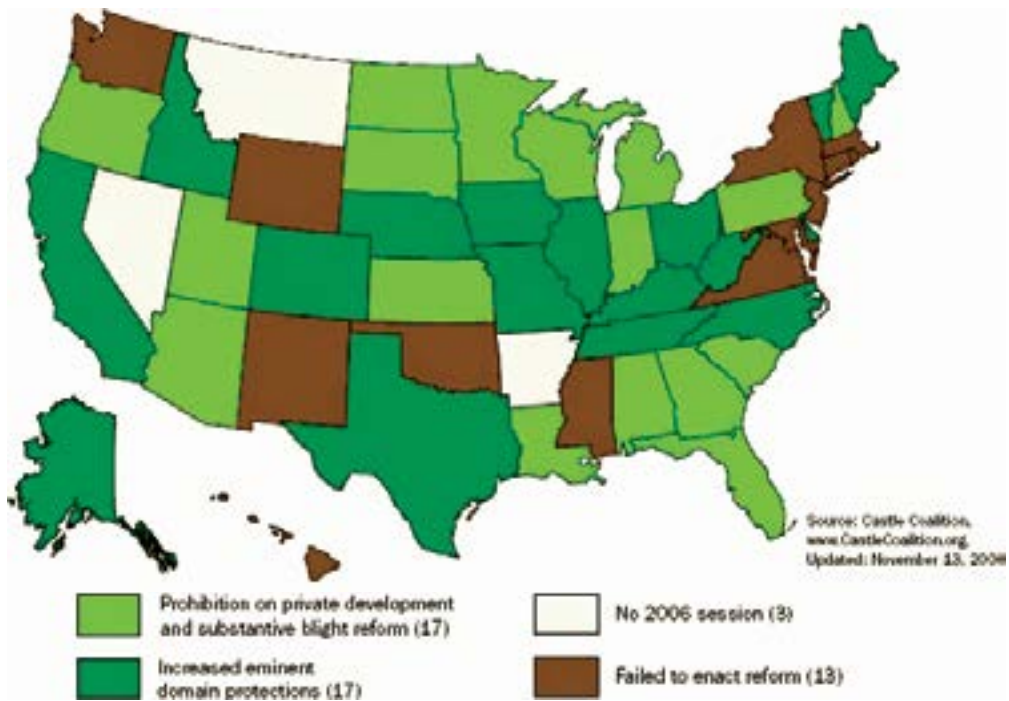 Source: Castle Coalition,
www.CastleCoalition.org,
Updated: November 13, 2006
Prohibition on private development
and substantive blight reform (17)
No 2006 session (3)
Increased eminent
domain protections (17)
Failed to enact reform (13)